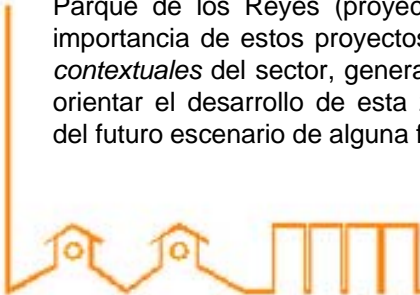 Parque de los Reyes (proyec
importancia de estos proyectos
contextuales del sector, genera
orientar el desarrollo de esta
del futuro escenario de alguna f